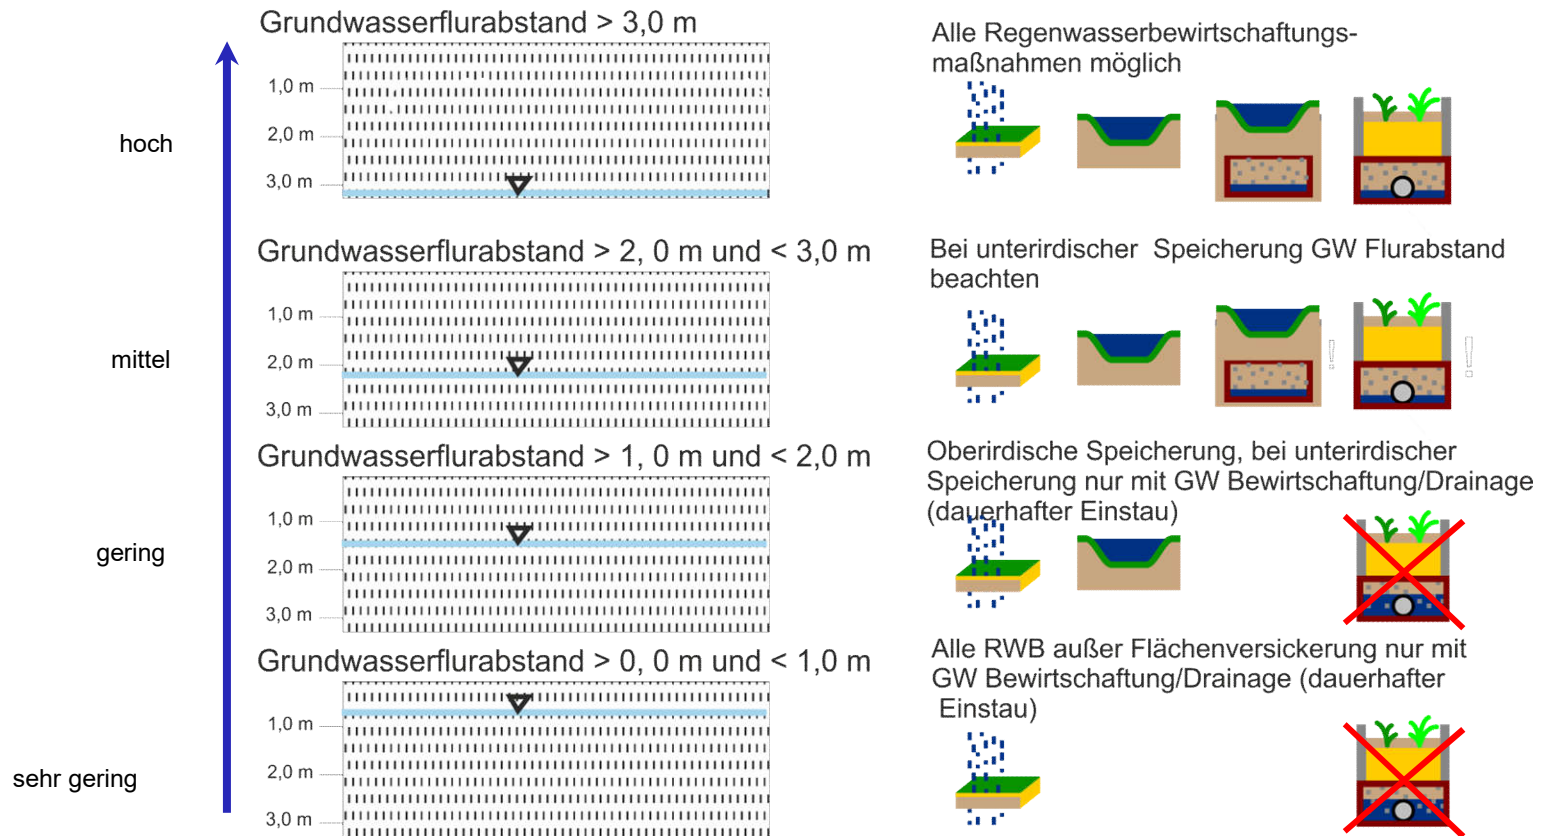 Grundwasserflurabstand > 3,0 m
1,0 m
2,0 m
3,0 m
hoch
Alle Regenwasserbewirtschaftungs-
maßnahmen möglich
Grundwasserflurabstand > 2, 0 m und < 3,0 m
1,0 m
2,0 m
3,0 m
mittel
Bei unterirdischer  Speicherung GW Flurabstand
beachten
!
!
Grundwasserflurabstand > 1, 0 m und < 2,0 m
1,0 m
2,0 m
3,0 m
gering
Oberirdische Speicherung, bei unterirdischer
Speicherung nur mit GW Bewirtschaftung/Drainage
(dauerhafter Einstau)
Grundwasserflurabstand > 0, 0 m und < 1,0 m
1,0 m
2,0 m
3,0 m
sehr gering
Alle RWB außer Flächenversickerung nur mit
GW Bewirtschaftung/Drainage (dauerhafter
Einstau)